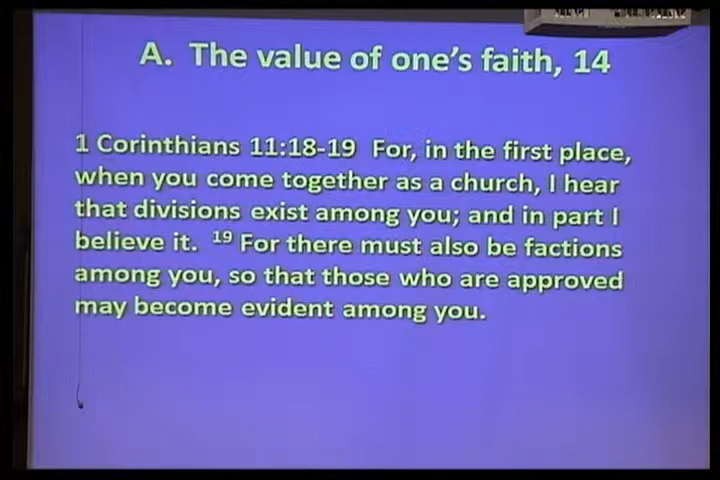 A. The value of one's faith, 14
1 Corinthians 11:18-19 For, in the first place,
when you come together as a church, I hear
that divisions exist among you; and in part I
believe it. ¹⁹ For there must also be factions
among you, so that those who are approved
may become evident among you.